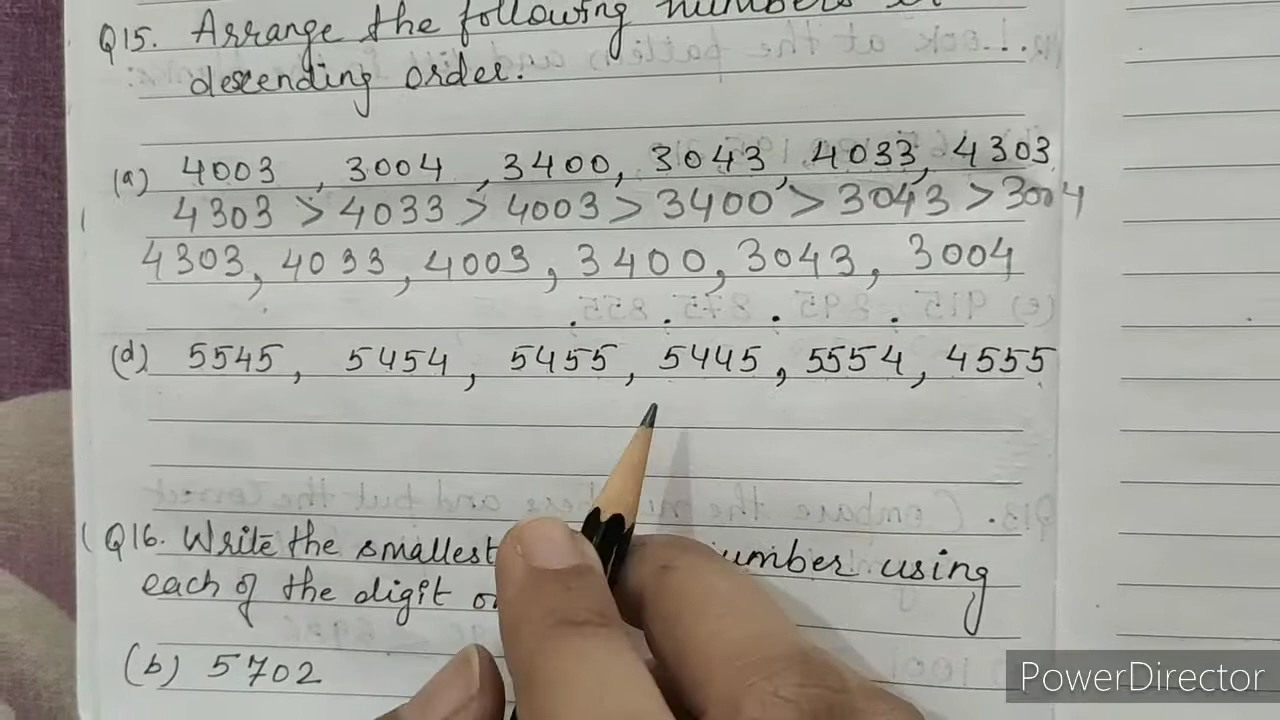 Q15. Arrange the following numbers in
descending order.
(a) 4003, 3004, 3400, 3043, 4033, 4303
4303 > 4033 > 4003 > 3400 > 3043 > 3004
4303, 4033, 4003, 3400, 3043, 3004
(d) 5545, 5454, 5455, 5445, 5554, 4555
Q16. Write the smallest umber using
each of the digit
(b) 5702
PowerDirector